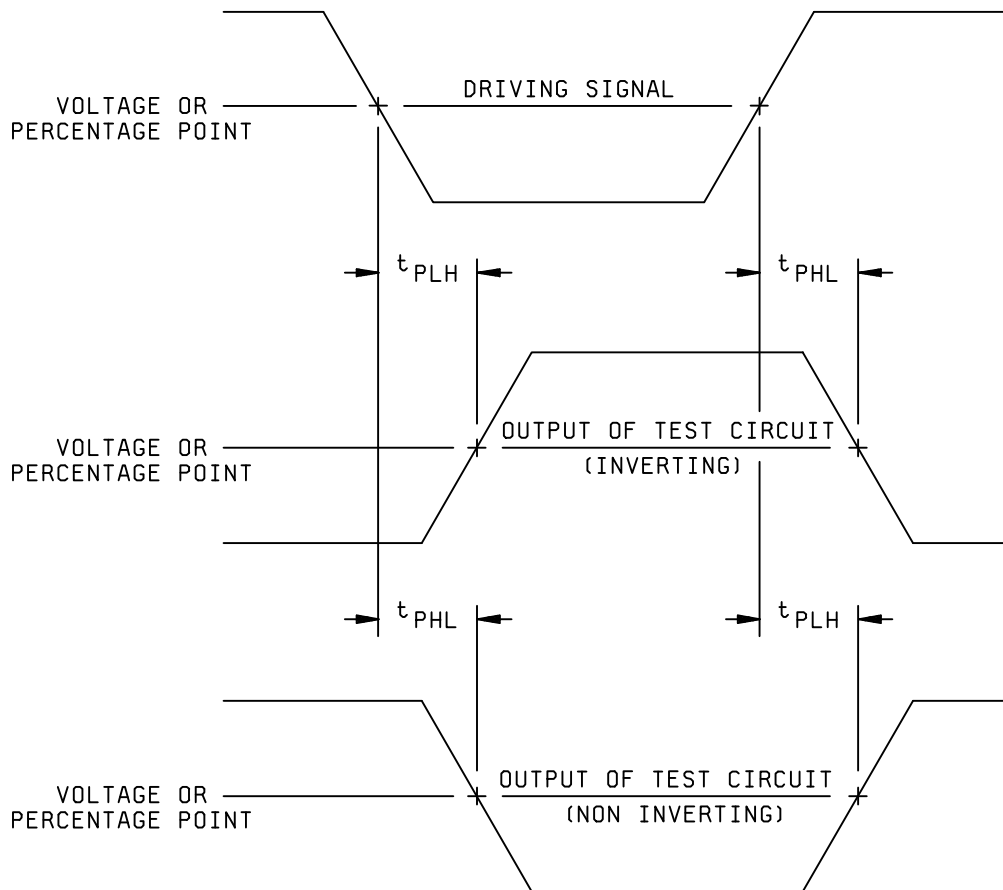 DRIVING SIGNAL
VOLTAGE OR
PERCENTAGE POINT
tPLH
tPHL
OUTPUT OF TEST CIRCUIT
(INVERTING)
VOLTAGE OR
PERCENTAGE POINT
tPHL
tPLH
OUTPUT OF TEST CIRCUIT
(NON INVERTING)
VOLTAGE OR
PERCENTAGE POINT